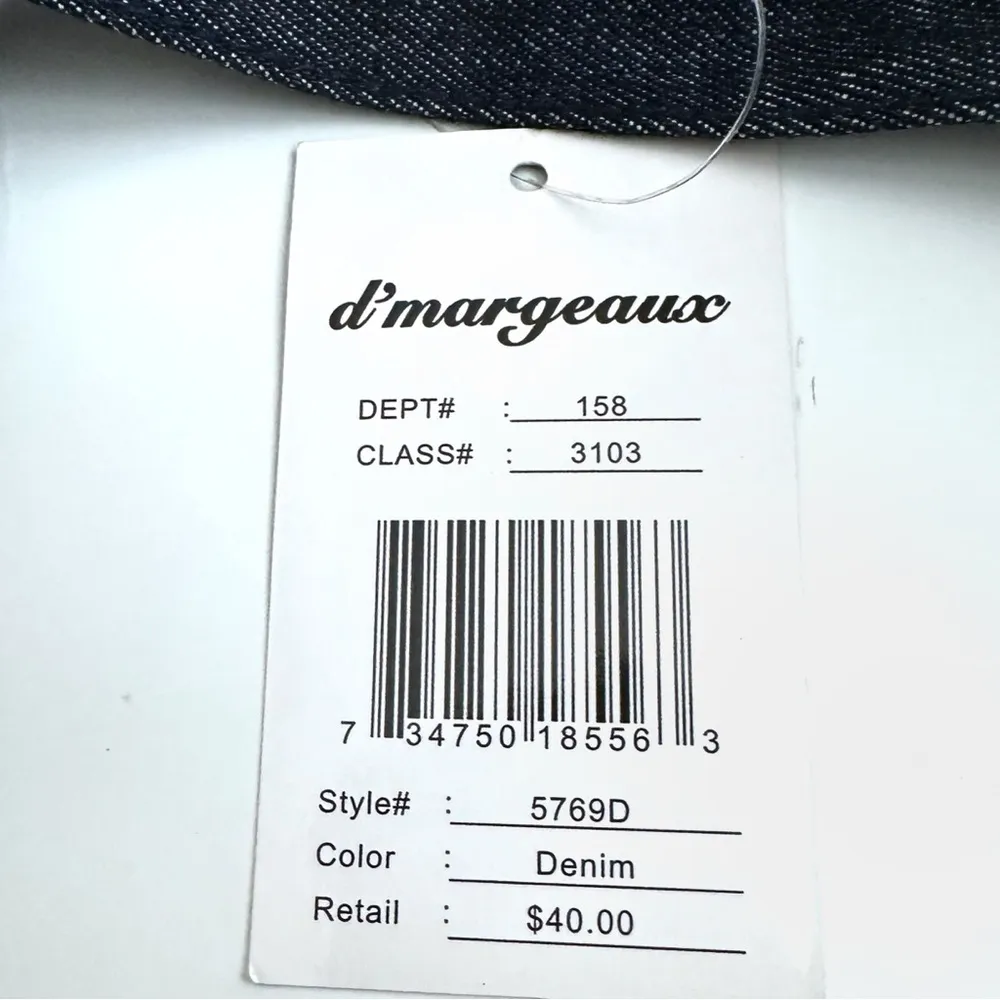 d'margeaux
DEPT# : 158
CLASS# : 3103
7 34750 18556 3
Style# : 5769D
Color : Denim
Retail : $40.00